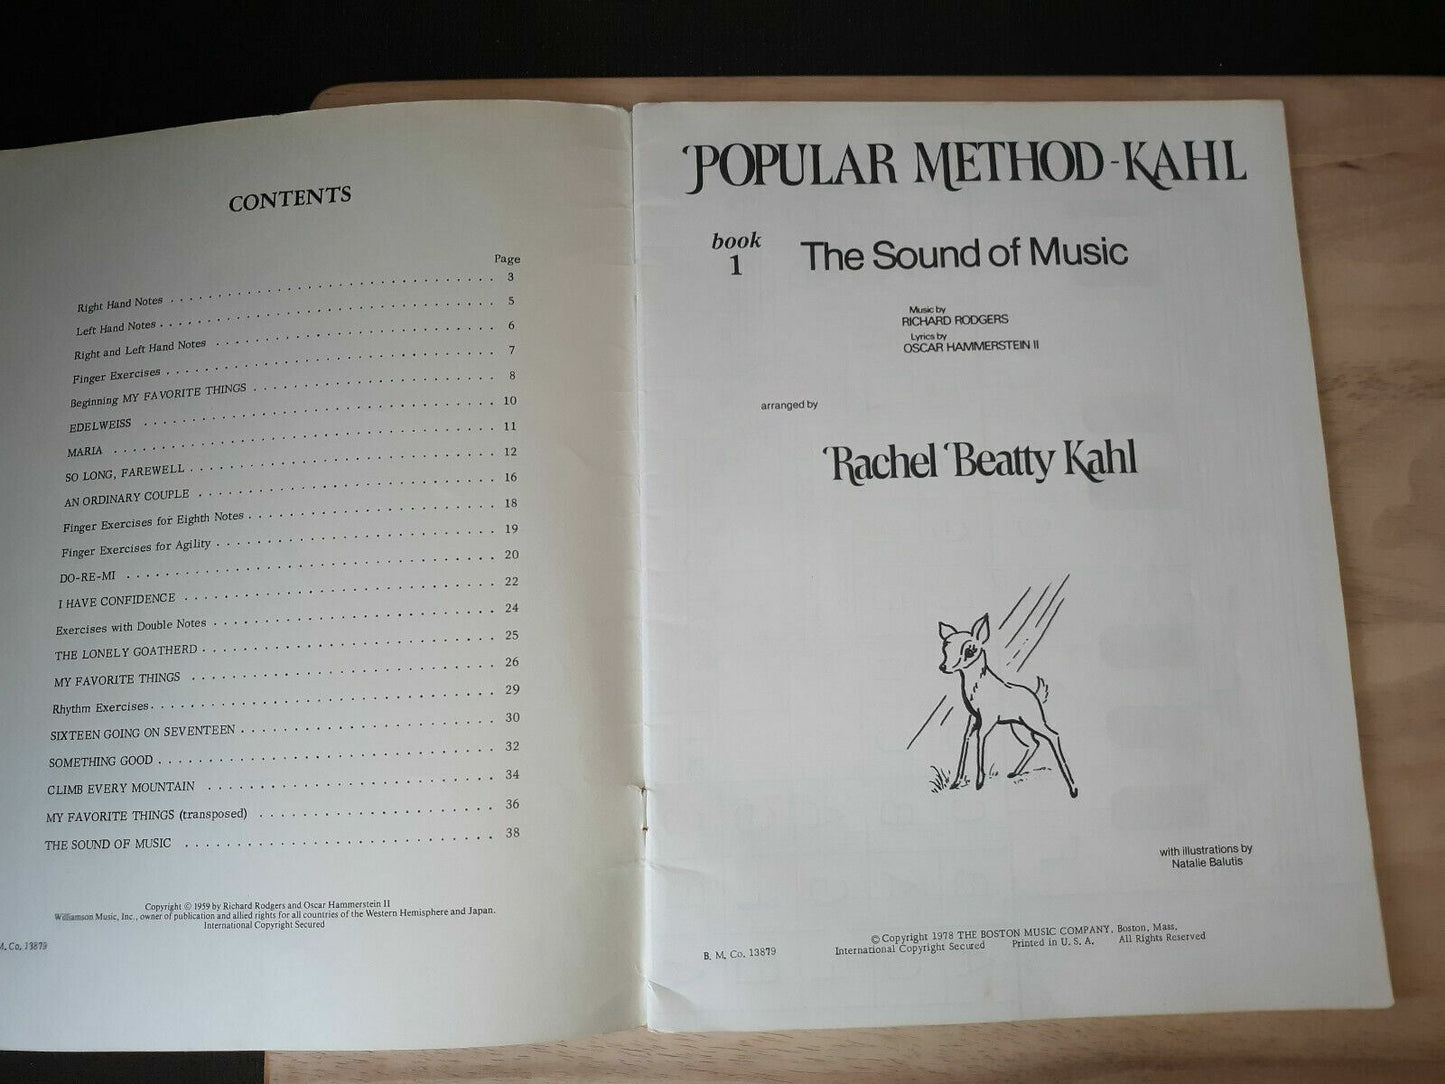 CONTENTS
Page
Right Hand Notes . . . . . . . . . . . . . . . . . . . . 3
Left Hand Notes . . . . . . . . . . . . . . . . . . . . 5
Right and Left Hand Notes . . . . . . . . . . . . . . . . . . . . 6
Finger Exercises . . . . . . . . . . . . . . . . . . . . 7
Beginning MY FAVORITE THINGS . . . . . . . . . . . . . . . . . . . . 8
EDELWEISS . . . . . . . . . . . . . . . . . . . . 10
MARIA . . . . . . . . . . . . . . . . . . . . 11
SO LONG, FAREWELL . . . . . . . . . . . . . . . . . . . . 12
AN ORDINARY COUPLE . . . . . . . . . . . . . . . . . . . . 16
Finger Exercises for Eighth Notes . . . . . . . . . . . . . . . . . . . . 18
Finger Exercises for Agility . . . . . . . . . . . . . . . . . . . . 19
DO-RE-MI . . . . . . . . . . . . . . . . . . . . 20
I HAVE CONFIDENCE . . . . . . . . . . . . . . . . . . . . 22
Exercises with Double Notes . . . . . . . . . . . . . . . . . . . . 24
THE LONELY GOATHERD . . . . . . . . . . . . . . . . . . . . 25
MY FAVORITE THINGS . . . . . . . . . . . . . . . . . . . . 26
Rhythm Exercises . . . . . . . . . . . . . . . . . . . . 29
SIXTEEN GOING ON SEVENTEEN . . . . . . . . . . . . . . . . . . . . 30
SOMETHING GOOD . . . . . . . . . . . . . . . . . . . . 32
CLIMB EVERY MOUNTAIN . . . . . . . . . . . . . . . . . . . . 34
MY FAVORITE THINGS (transposed) . . . . . . . . . . . . . . . . . . . . 36
THE SOUND OF MUSIC . . . . . . . . . . . . . . . . . . . . 38
Copyright © 1959 by Richard Rodgers and Oscar Hammerstein II
Williamson Music, Inc., owner of publication and allied rights for all countries of the Western Hemisphere and Japan.
International Copyright Secured
M. Co. 13879
POPULAR METHOD-KAHL
book
1
The Sound of Music
Music by
RICHARD RODGERS
Lyrics by
OSCAR HAMMERSTEIN II
arranged by
Rachel Beatty Kahl
with illustrations by
Natalie Balutis
© Copyright 1978 THE BOSTON MUSIC COMPANY, Boston, Mass.
B. M. Co. 13879 International Copyright Secured Printed in U. S. A. All Rights Reserved